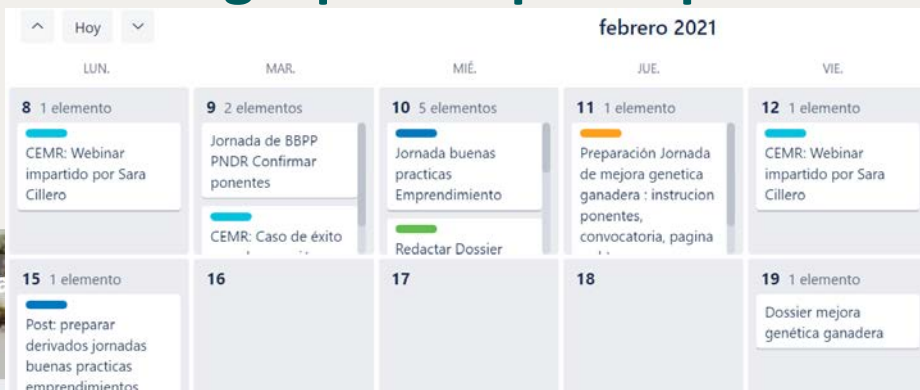 Hoy
febrero 2021
LUN. MAR. MIÉ. JUE. VIE.
8 1 elemento
CEMR: Webinar
impartido por Sara
Cillero
9 2 elementos
Jornada de BBPP
PNDR Confirmar
ponentes
CEMR: Caso de éxito
10 5 elementos
Jornada buenas
practicas
Emprendimiento
Redactar Dossier
11 1 elemento
Preparación Jornada
de mejora genetica
ganadera : instrucion
ponentes,
convocatoria, pagina
12 1 elemento
CEMR: Webinar
impartido por Sara
Cillero
15 1 elemento
Post: preparar
derivados jornadas
buenas practicas
emprendimientos
16
17
18
19 1 elemento
Dossier mejora
genética ganadera